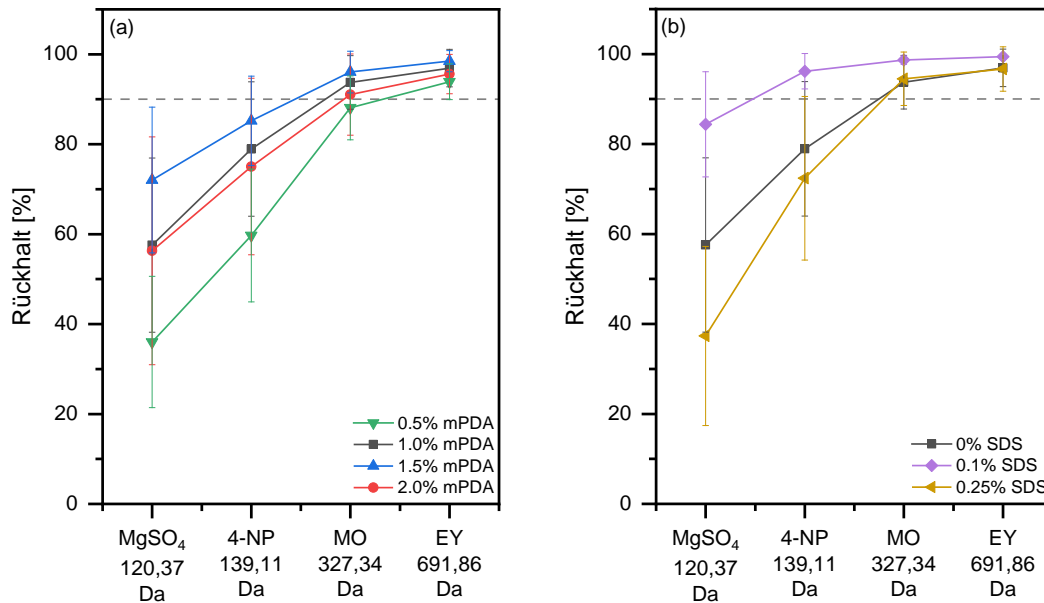 (a)
100
80
60
40
20
0
Rückhalt [%]
0.5% mPDA
1.0% mPDA
1.5% mPDA
2.0% mPDA
MgSO₄
120,37
Da
4-NP
139,11
Da
MO
327,34
Da
EY
691,86
Da
(b)
100
80
60
40
20
0
Rückhalt [%]
0% SDS
0.1% SDS
0.25% SDS
MgSO₄
120,37
Da
4-NP
139,11
Da
MO
327,34
Da
EY
691,86
Da